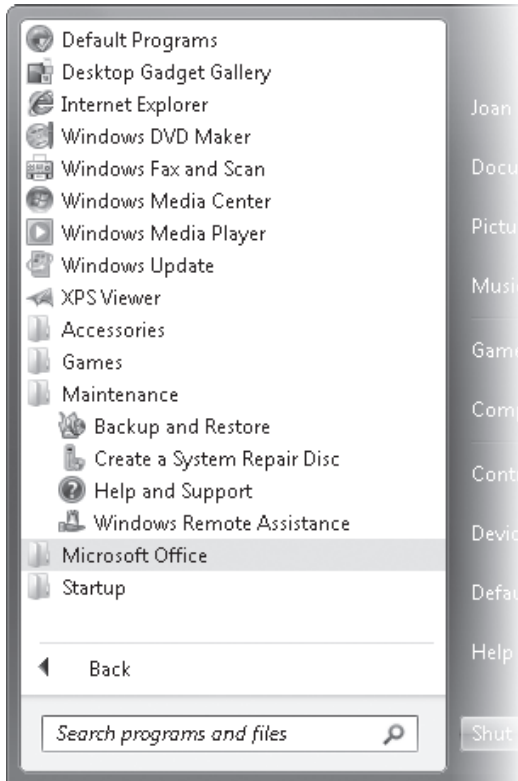 Default Programs
Desktop Gadget Gallery
Internet Explorer
Windows DVD Maker
Windows Fax and Scan
Windows Media Center
Windows Media Player
Windows Update
XPS Viewer
Accessories
Games
Maintenance
Backup and Restore
Create a System Repair Disc
Help and Support
Windows Remote Assistance
Microsoft Office
Startup
Back
Search programs and files
Joan
Help
Shut